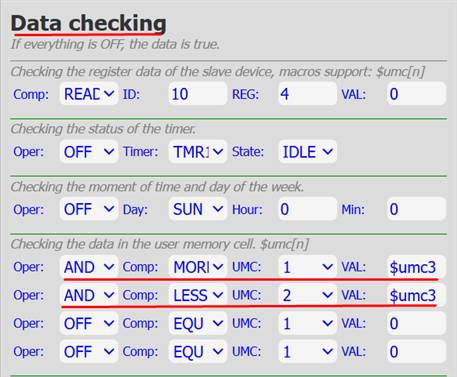 Data checking
If everything is OFF, the data is true.
Checking the register data of the slave device, macros support: $umc[n]
Comp: READ ID: 10 REG: 4 VAL: 0
Checking the status of the timer.
Oper: OFF Timer: TMR1 State: IDLE
Checking the moment of time and day of the week.
Oper: OFF Day: SUN Hour: 0 Min: 0
Checking the data in the user memory cell. $umc[n]
Oper: AND Comp: MORE UMC: 1 VAL: $umc3
Oper: AND Comp: LESS UMC: 2 VAL: $umc3
Oper: OFF Comp: EQU UMC: 1 VAL: 0
Oper: OFF Comp: EQU UMC: 1 VAL: 0